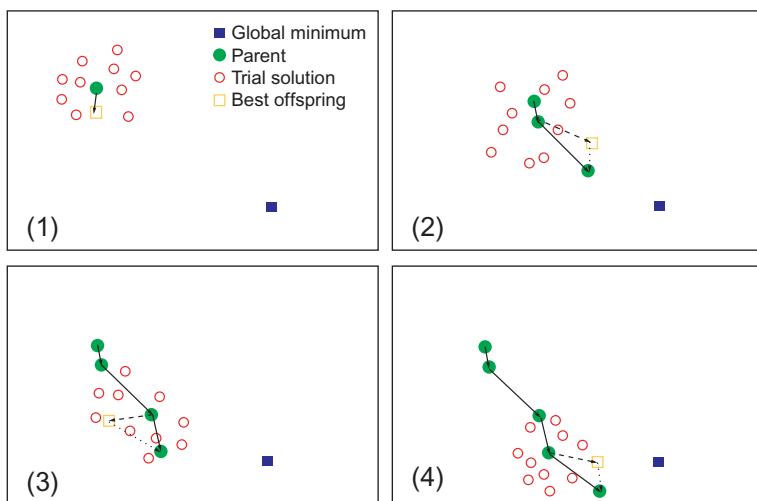 Global minimum
Parent
Trial solution
Best offspring
(1)
(2)
(3)
(4)